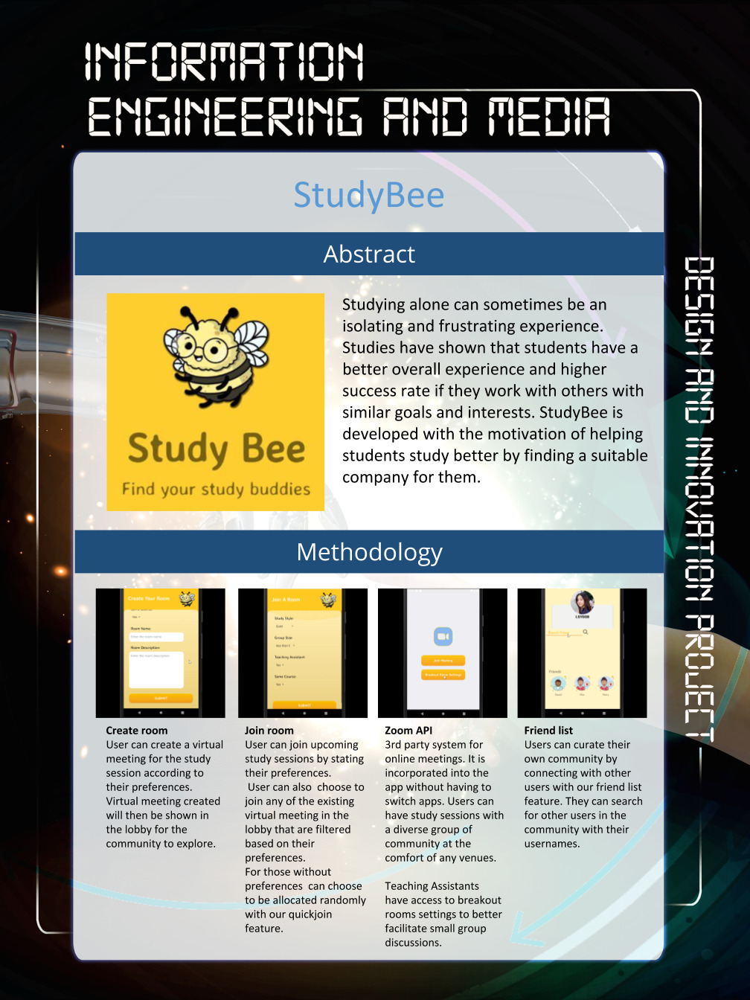 INFORMATION
ENGINEERING AND MEDIA
DESIGN AND INNOVATION PROJECT
StudyBee
Abstract
Study Bee
Find your study buddies
Studying alone can sometimes be an
isolating and frustrating experience.
Studies have shown that students have a
better overall experience and higher
success rate if they work with others with
similar goals and interests. StudyBee is
developed with the motivation of helping
students study better by finding a suitable
company for them.
Methodology
Create Your Room
Yes
Room Name:
Enter the room name
Room Description:
Enter the room description
SUBMIT
Join A Room
Study Style:
Quiet
Group Size:
Teaching Assistant:
Yes
Same Course:
Yes
SUBMIT
Join Meeting
Breakout Room Settings
Friends
Create room
User can create a virtual
meeting for the study
session according to
their preferences.
Virtual meeting created
will then be shown in
the lobby for the
community to explore.
Join room
User can join upcoming
study sessions by stating
their preferences.
User can also choose to
join any of the existing
virtual meeting in the
lobby that are filtered
based on their
preferences.
For those without
preferences can choose
to be allocated randomly
with our quickjoin
feature.
Zoom API
3rd party system for
online meetings. It is
incorporated into the
app without having to
switch apps. Users can
have study sessions with
a diverse group of
community at the
comfort of any venues.
Teaching Assistants
have access to breakout
rooms settings to better
facilitate small group
discussions.
Friend list
Users can curate their
own community by
connecting with other
users with our friend list
feature. They can search
for other users in the
community with their
usernames.